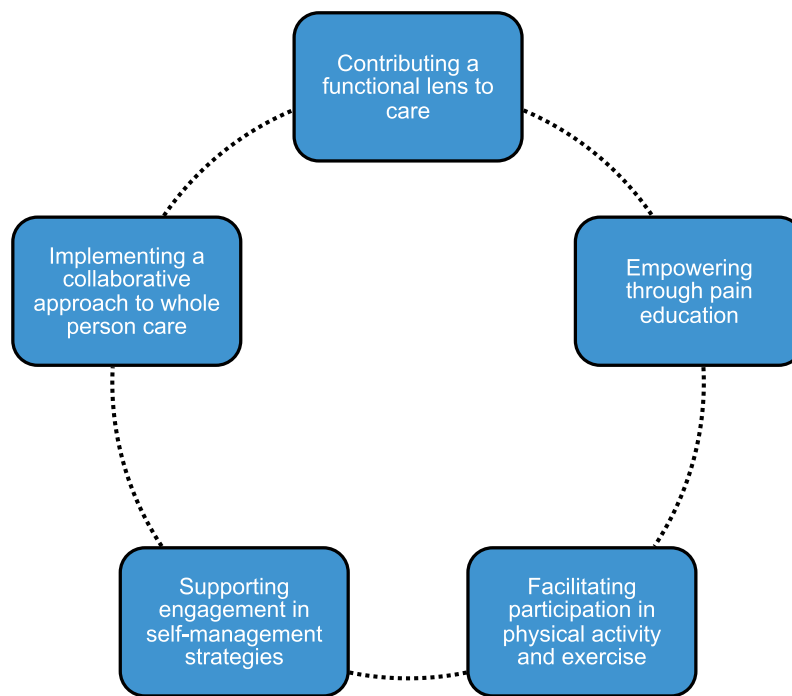 Contributing a
functional lens to
care
Empowering
through pain
education
Facilitating
participation in
physical activity
and exercise
Supporting
engagement in
self-management
strategies
Implementing a
collaborative
approach to whole
person care